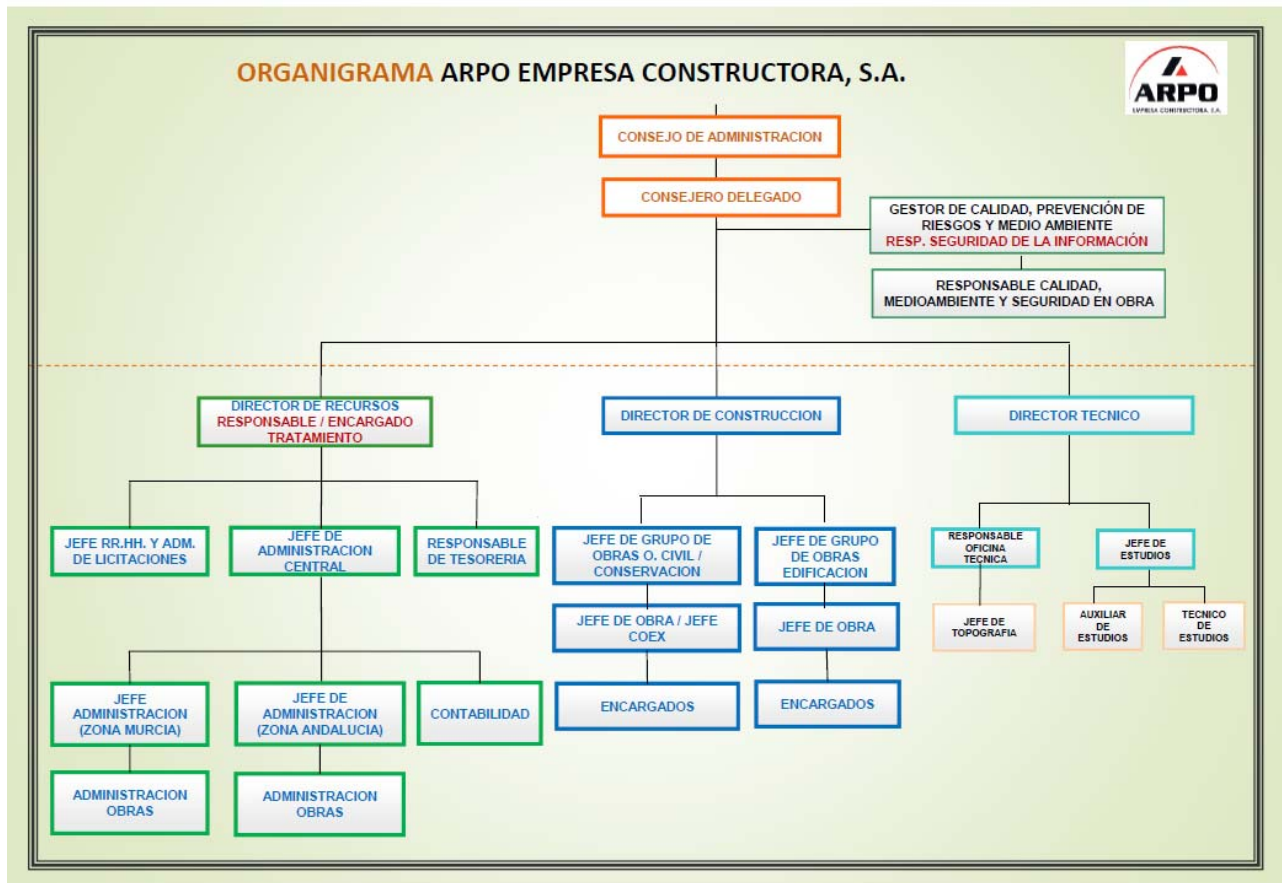 ORGANIGRAMA ARPO EMPRESA CONSTRUCTORA, S.A.
ARPO
EMPRESA CONSTRUCTORA, S.A.
CONSEJO DE ADMINISTRACION
CONSEJERO DELEGADO
GESTOR DE CALIDAD, PREVENCIÓN DE
RIESGOS Y MEDIO AMBIENTE
RESP. SEGURIDAD DE LA INFORMACIÓN
RESPONSABLE CALIDAD,
MEDIOAMBIENTE Y SEGURIDAD EN OBRA
DIRECTOR DE RECURSOS
RESPONSABLE / ENCARGADO
TRATAMIENTO
DIRECTOR DE CONSTRUCCION
DIRECTOR TECNICO
JEFE RR.HH. Y ADM.
DE LICITACIONES
JEFE DE
ADMINISTRACION
CENTRAL
RESPONSABLE
DE TESORERIA
JEFE DE GRUPO DE
OBRAS O. CIVIL /
CONSERVACION
JEFE DE GRUPO
DE OBRAS
EDIFICACION
RESPONSABLE
OFICINA
TECNICA
JEFE DE
ESTUDIOS
JEFE DE OBRA / JEFE
COEX
JEFE DE OBRA
JEFE DE
TOPOGRAFIA
AUXILIAR
DE
ESTUDIOS
TECNICO
DE
ESTUDIOS
JEFE
ADMINISTRACION
(ZONA MURCIA)
JEFE DE
ADMINISTRACION
(ZONA ANDALUCIA)
CONTABILIDAD
ENCARGADOS
ENCARGADOS
ADMINISTRACION
OBRAS
ADMINISTRACION
OBRAS